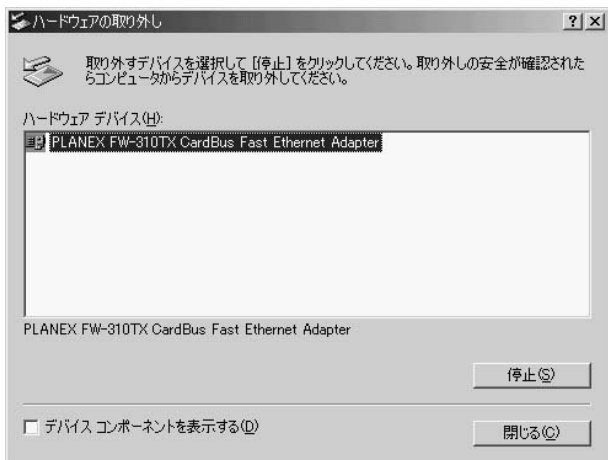 ハードウェアの取り外し
取り外すデバイスを選択して [停止] をクリックしてください。取り外しの安全が確認された
らコンピュータからデバイスを取り外してください。
ハードウェア デバイス(H):
PLANEX FW-310TX CardBus Fast Ethernet Adapter
PLANEX FW-310TX CardBus Fast Ethernet Adapter
停止(S)
デバイス コンポーネントを表示する(D)
閉じる(C)